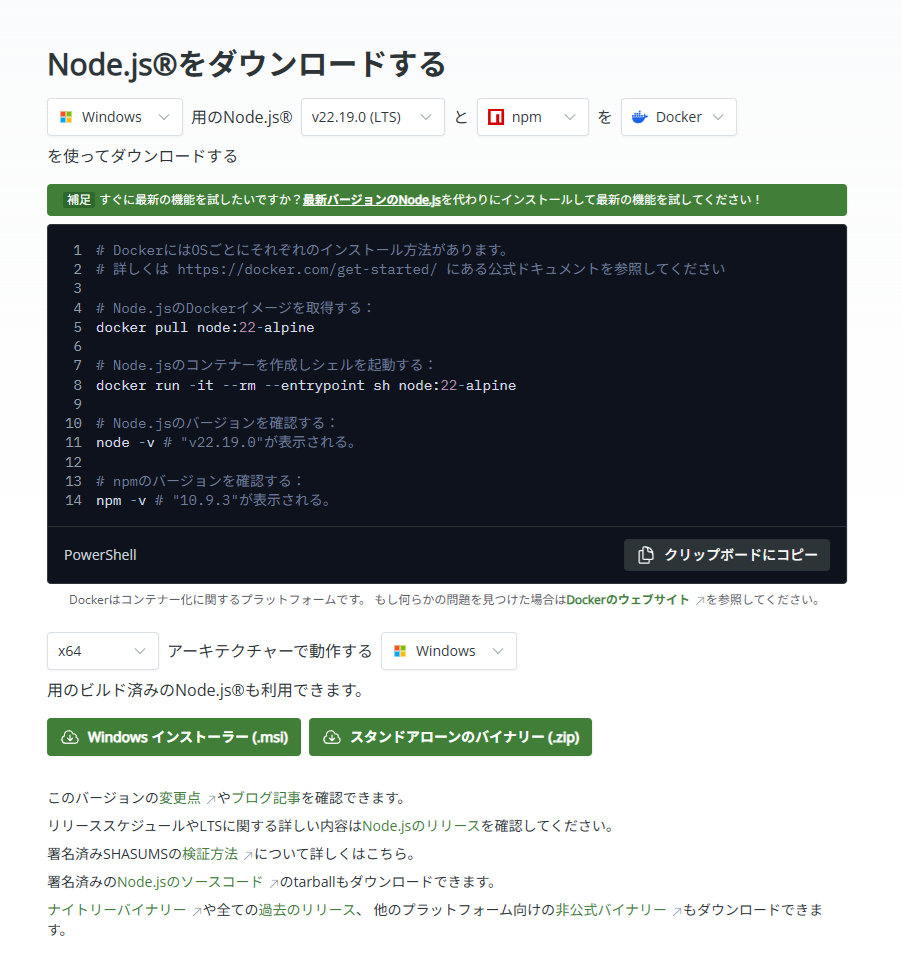 Node.js®をダウンロードする
Windows 用のNode.js® v22.19.0 (LTS) と npm を Docker
を使ってダウンロードする
補足 すぐに最新の機能を試したいですか？最新バージョンのNode.jsを代わりにインストールして最新の機能を試してください！
1 # DockerにはOSごとにそれぞれのインストール方法があります。
2 # 詳しくは https://docker.com/get-started/ にある公式ドキュメントを参照してください
3
4 # Node.jsのDockerイメージを取得する：
5 docker pull node:22-alpine
6
7 # Node.jsのコンテナーを作成しシェルを起動する：
8 docker run -it --rm --entrypoint sh node:22-alpine
9
10 # Node.jsのバージョンを確認する：
11 node -v # "v22.19.0"が表示される。
12
13 # npmのバージョンを確認する：
14 npm -v # "10.9.3"が表示される。
PowerShell クリップボードにコピー
Dockerはコンテナー化に関するプラットフォームです。 もし何らかの問題を見つけた場合はDockerのウェブサイト ↗を参照してください。
x64 アーキテクチャーで動作する Windows
用のビルド済みのNode.js®も利用できます。
Windows インストーラー (.msi) スタンドアローンのバイナリー (.zip)
このバージョンの変更点 ↗やブログ記事を確認できます。
リリーススケジュールやLTSに関する詳しい内容はNode.jsのリリースを確認してください。
署名済みSHASUMSの検証方法 ↗について詳しくはこちら。
署名済みのNode.jsのソースコード ↗のtarballもダウンロードできます。
ナイトリーバイナリー ↗や全ての過去のリリース、 他のプラットフォーム向けの非公式バイナリー ↗もダウンロードできま
す。